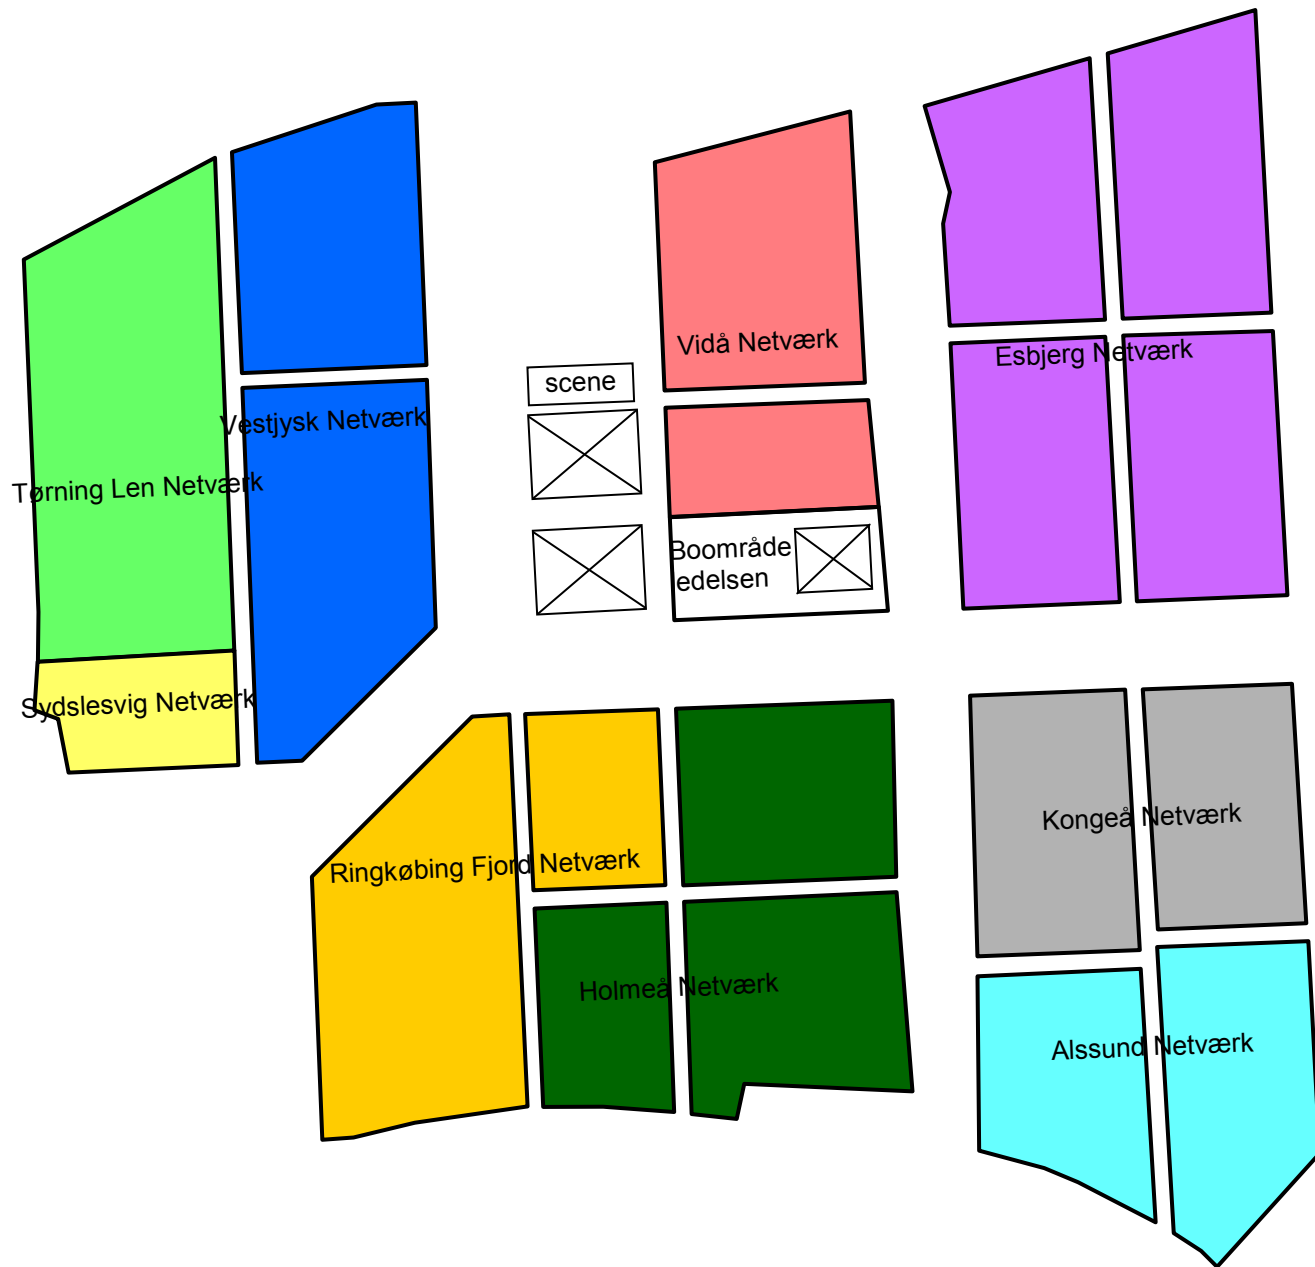 Vidå Netværk
Esbjerg Netværk
scene
Vestjysk Netværk
Tørning Len Netværk
Boområde
edelsen
Sydslesvig Netværk
Kongeå Netværk
Ringkøbing Fjord Netværk
Holmeå Netværk
Alssund Netværk